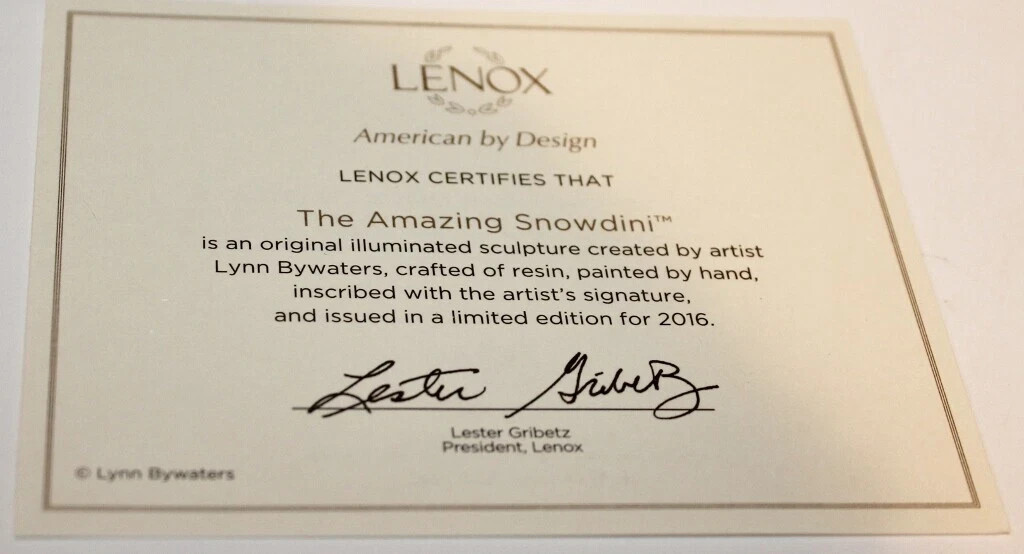 LENOX
American by Design
LENOX CERTIFIES THAT
The Amazing Snowdini™
is an original illuminated sculpture created by artist
Lynn Bywaters, crafted of resin, painted by hand,
inscribed with the artist's signature,
and issued in a limited edition for 2016.
Lester Gribetz
Lester Gribetz
President, Lenox
© Lynn Bywaters